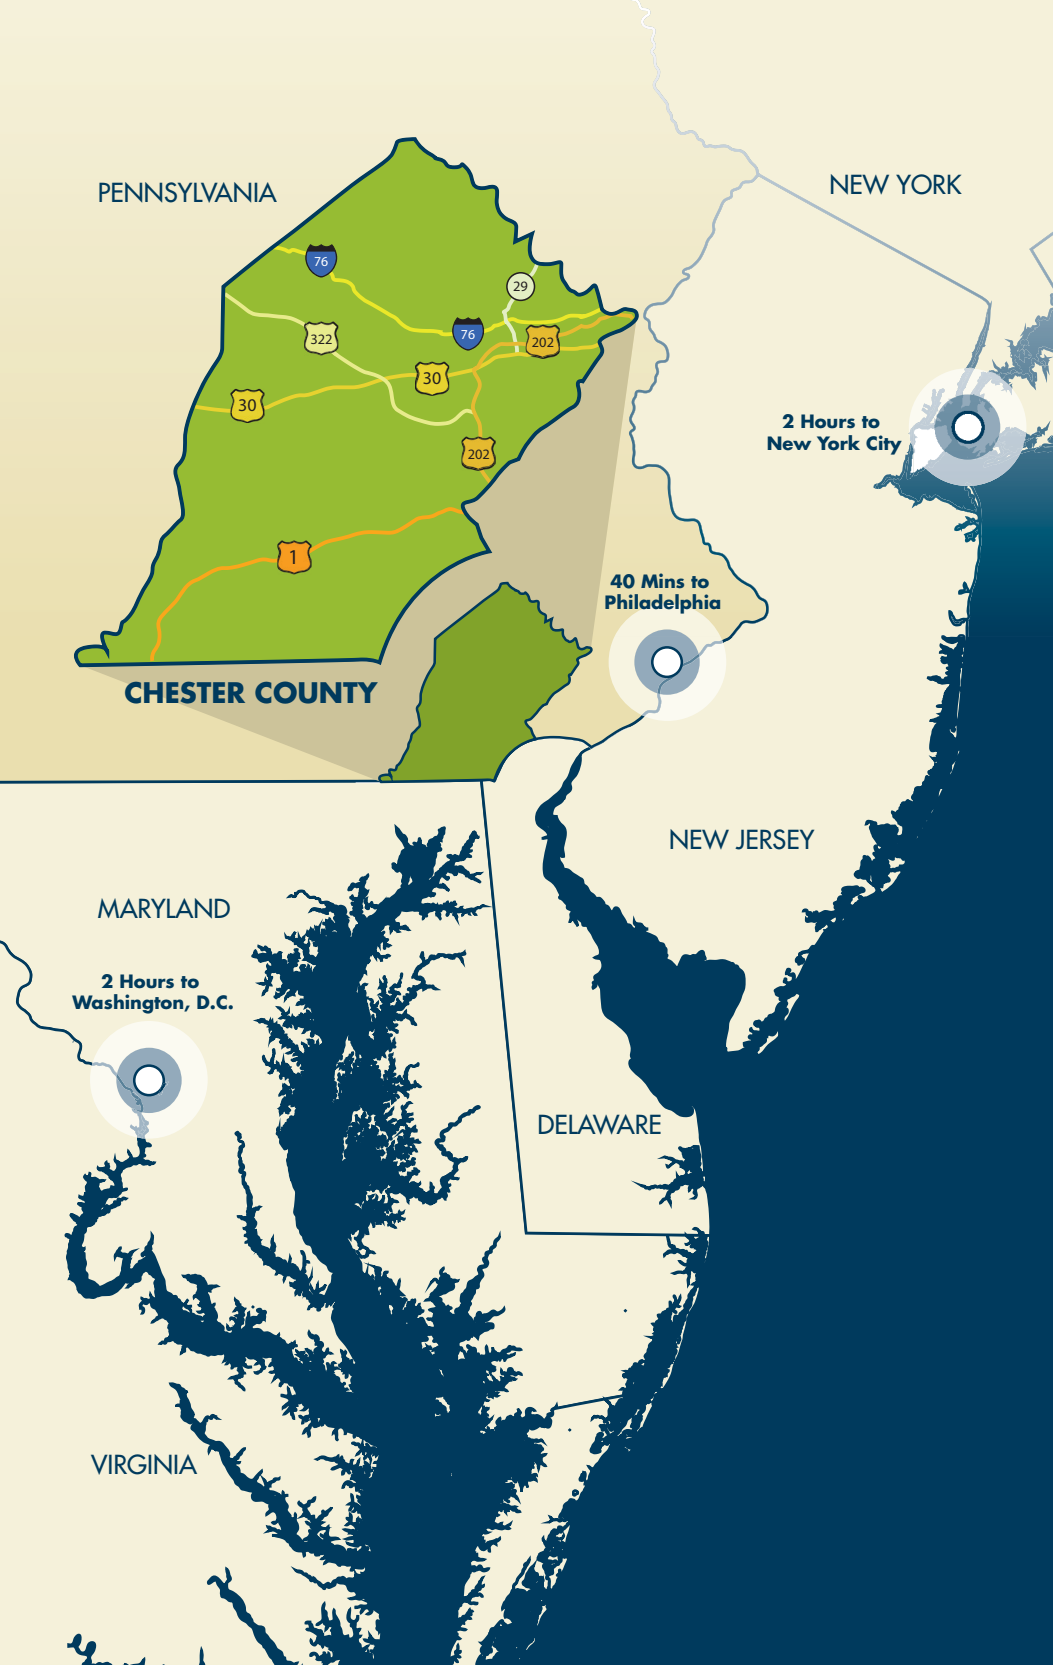 PENNSYLVANIA
NEW YORK
76
29
322
76
202
30
30
2 Hours to
New York City
202
1
40 Mins to
Philadelphia
CHESTER COUNTY
NEW JERSEY
MARYLAND
2 Hours to
Washington, D.C.
DELAWARE
VIRGINIA